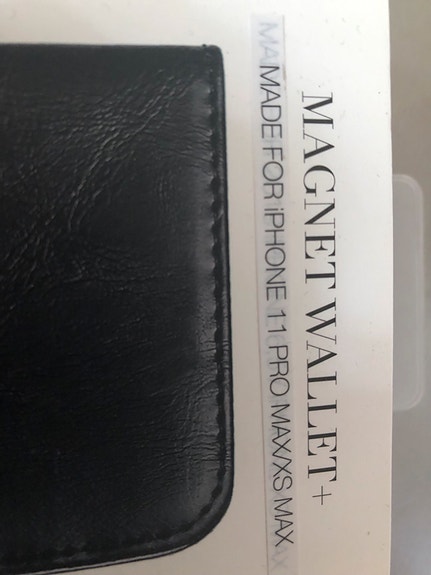 MAGNET WALLET+
MADE FOR iPHONE 11 PRO MAX/XS MAX